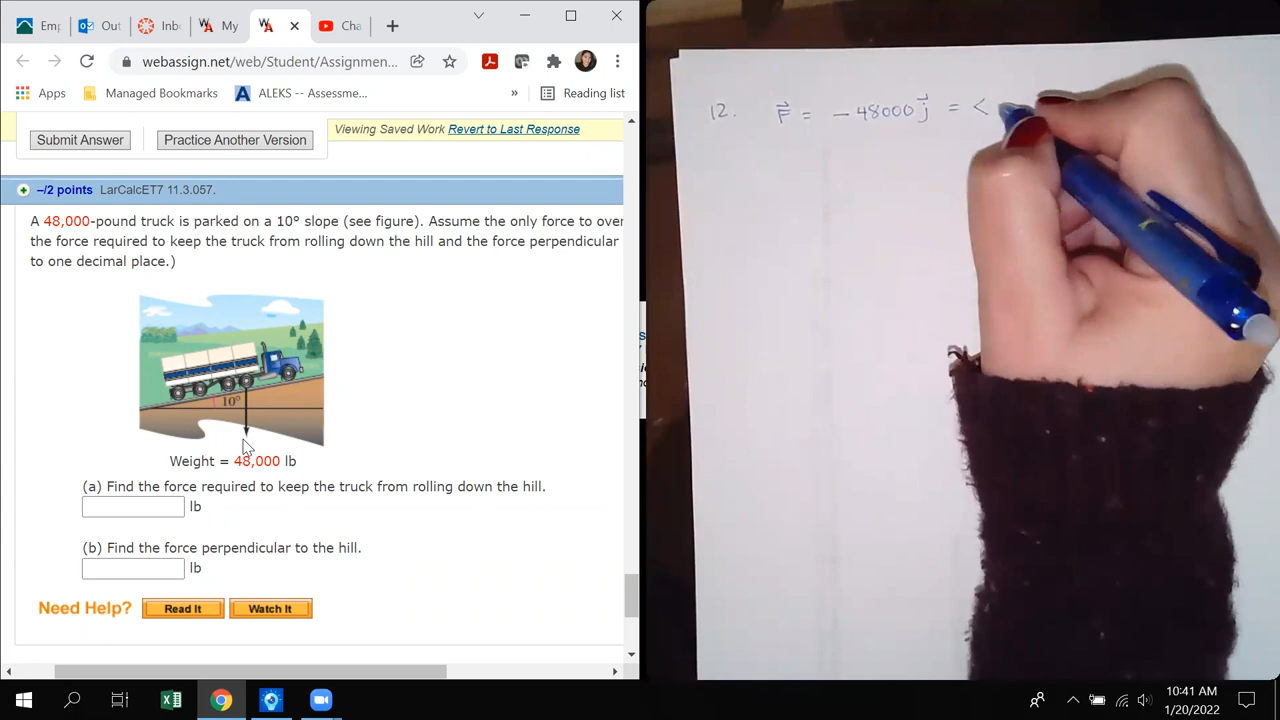 Emp
Out
Inb
My
Cha
webassign.net/web/Student/Assignmen...
Apps
Managed Bookmarks
ALEKS -- Assessme...
»
Reading list
Submit Answer
Practice Another Version
Viewing Saved Work Revert to Last Response
–/2 points LarCalcET7 11.3.057.
A 48,000-pound truck is parked on a 10° slope (see figure). Assume the only force to over
the force required to keep the truck from rolling down the hill and the force perpendicular
to one decimal place.)
10°
Weight = 48,000 lb
(a) Find the force required to keep the truck from rolling down the hill.
lb
(b) Find the force perpendicular to the hill.
lb
Need Help? Read It Watch It
12. F⃗ = -48000 j⃗ = <
10:41 AM
1/20/2022